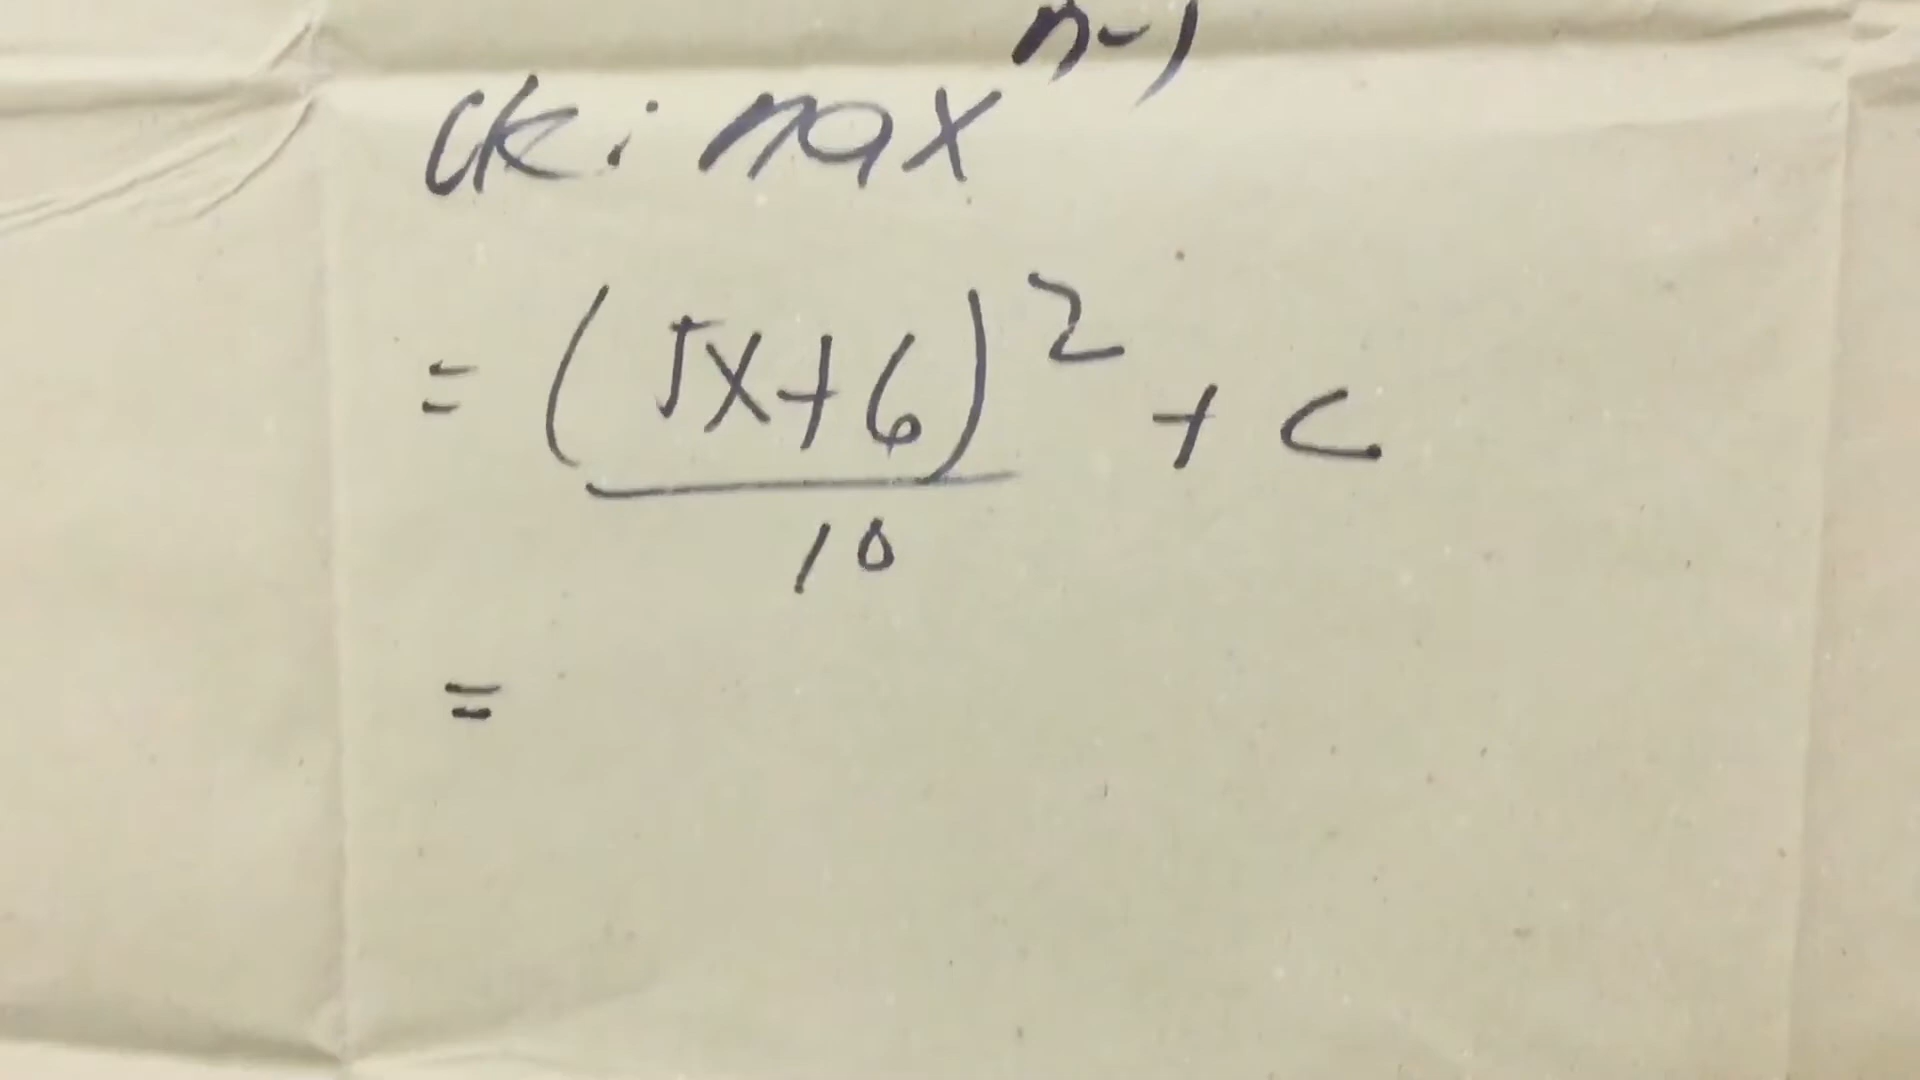 ck: nax^n-1
= (5x+6)^2 + c
10
=